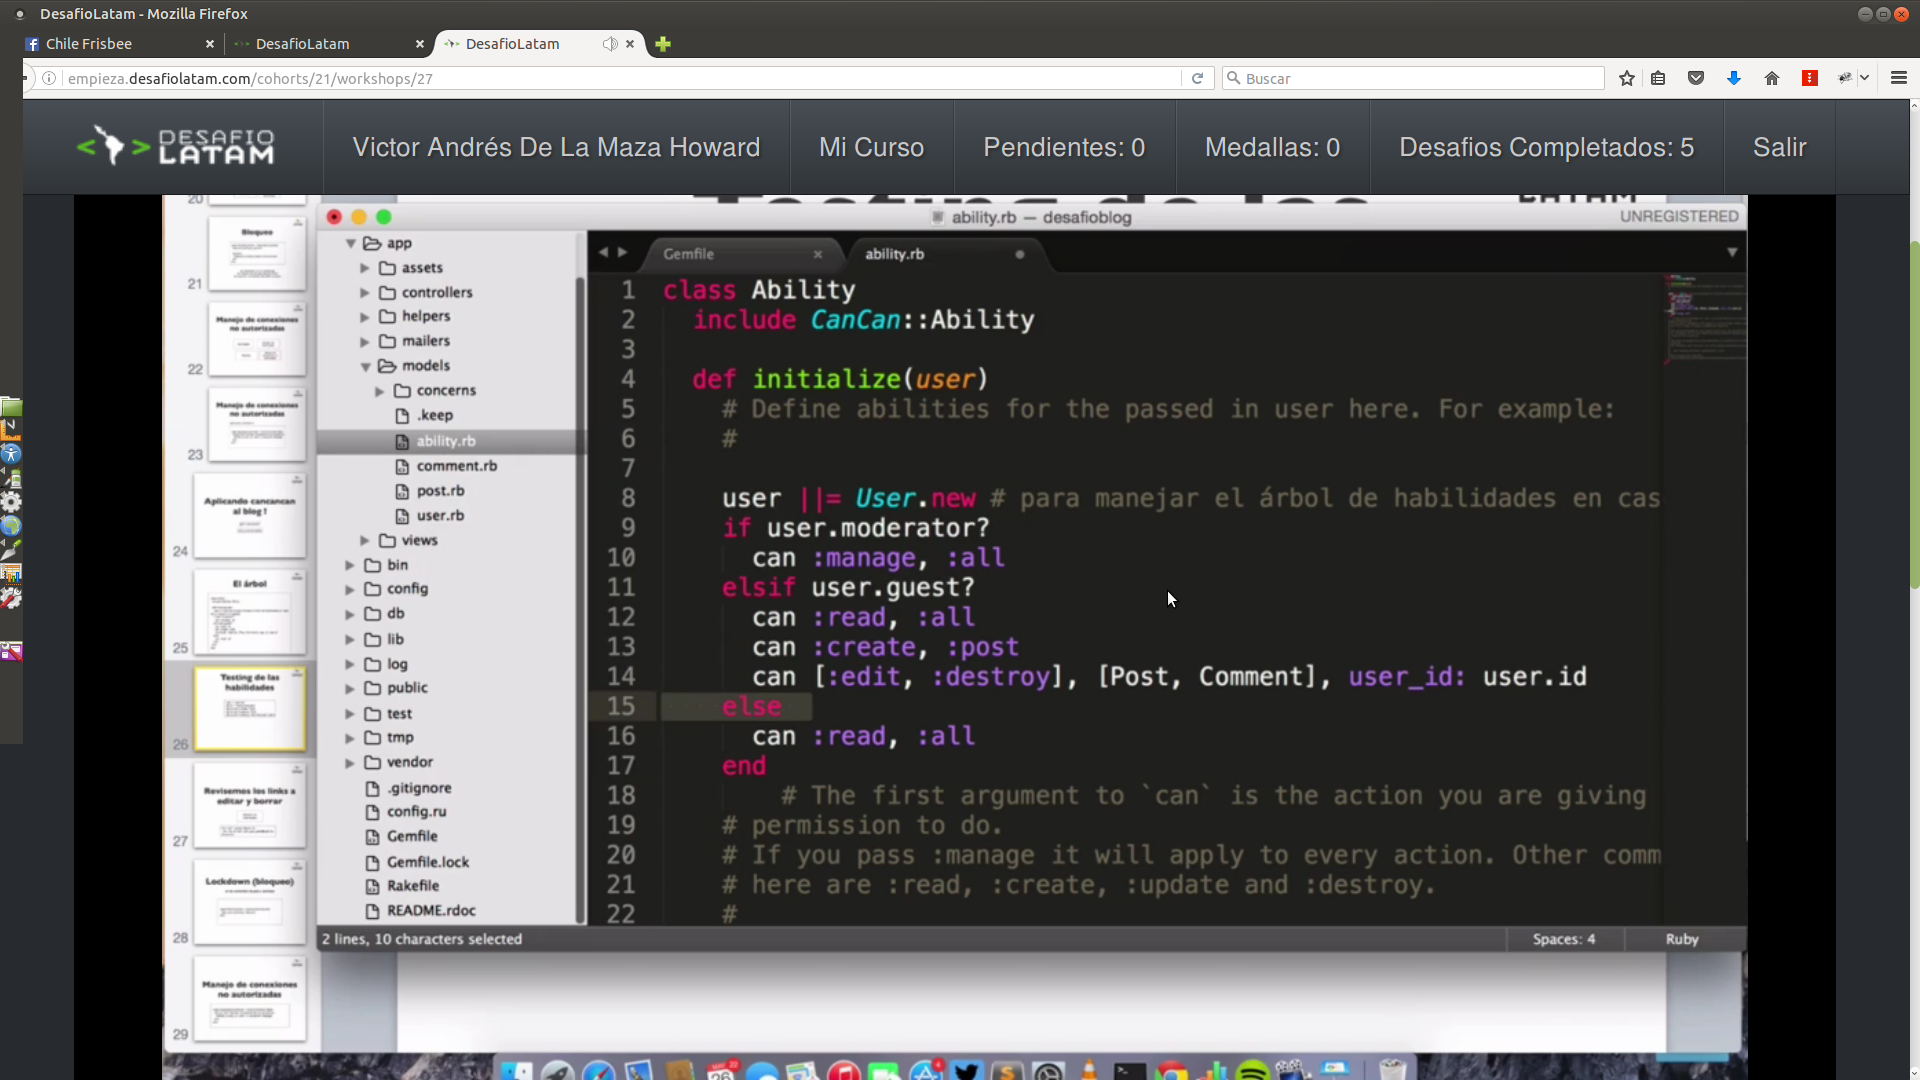 DesafioLatam - Mozilla Firefox
Chile Frisbee
DesafioLatam
DesafioLatam
empieza.desafiolatam.com/cohorts/21/workshops/27
Buscar
DESAFIO
LATAM
Victor Andrés De La Maza Howard
Mi Curso
Pendientes: 0
Medallas: 0
Desafios Completados: 5
Salir
20
Bloqueo
21
Manejo de conexiones
no autorizadas
22
Manejo de conexiones
no autorizadas
23
Aplicando cancancan
al blog !
24
El árbol
25
Testing de las
habilidades
26
Revisemos los links a
editar y borrar
27
Lockdown (bloqueo)
28
Manejo de conexiones
no autorizadas
29
ability.rb — desafioblog
UNREGISTERED
app
assets
controllers
helpers
mailers
models
concerns
.keep
ability.rb
comment.rb
post.rb
user.rb
views
bin
config
db
lib
log
public
test
tmp
vendor
.gitignore
config.ru
Gemfile
Gemfile.lock
Rakefile
README.rdoc
Gemfile
ability.rb
1 class Ability
2 include CanCan::Ability
3
4 def initialize(user)
5 # Define abilities for the passed in user here. For example:
6 #
7
8 user ||= User.new # para manejar el árbol de habilidades en cas
9 if user.moderator?
10 can :manage, :all
11 elsif user.guest?
12 can :read, :all
13 can :create, :post
14 can [:edit, :destroy], [Post, Comment], user_id: user.id
15 else
16 can :read, :all
17 end
18 # The first argument to `can` is the action you are giving
19 # permission to do.
20 # If you pass :manage it will apply to every action. Other comm
21 # here are :read, :create, :update and :destroy.
22 #
2 lines, 10 characters selected
Spaces: 4
Ruby